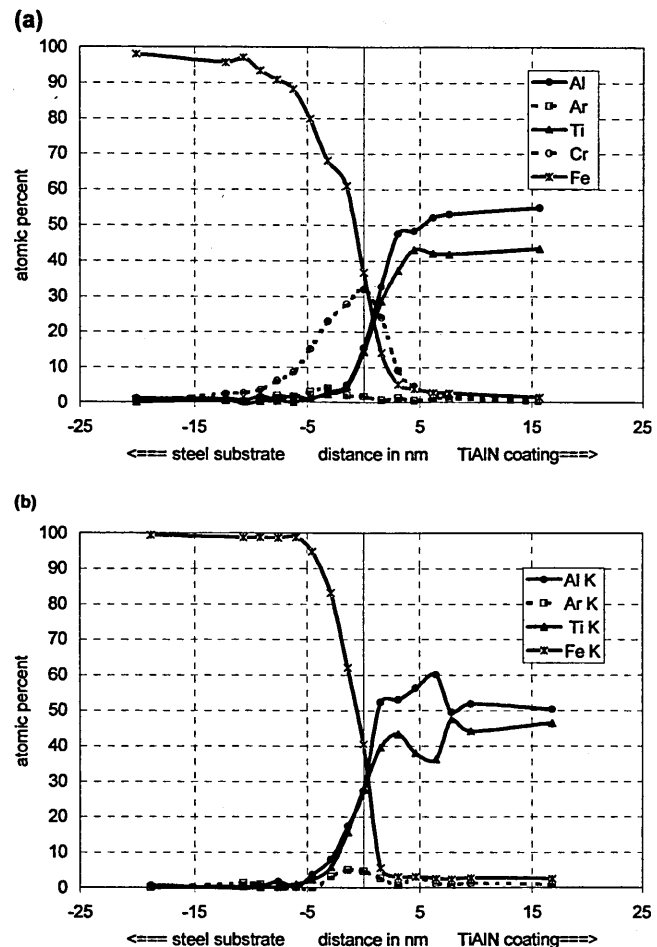 (a)
atomic percent
100
90
80
70
60
50
40
30
20
10
0
Al
Ar
Ti
Cr
Fe
-25 -15 -5 5 15 25
<=== steel substrate distance in nm TiAlN coating===>
(b)
atomic percent
100
90
80
70
60
50
40
30
20
10
0
Al K
Ar K
Ti K
Fe K
-25 -15 -5 5 15 25
<=== steel substrate distance in nm TiAlN coating===>